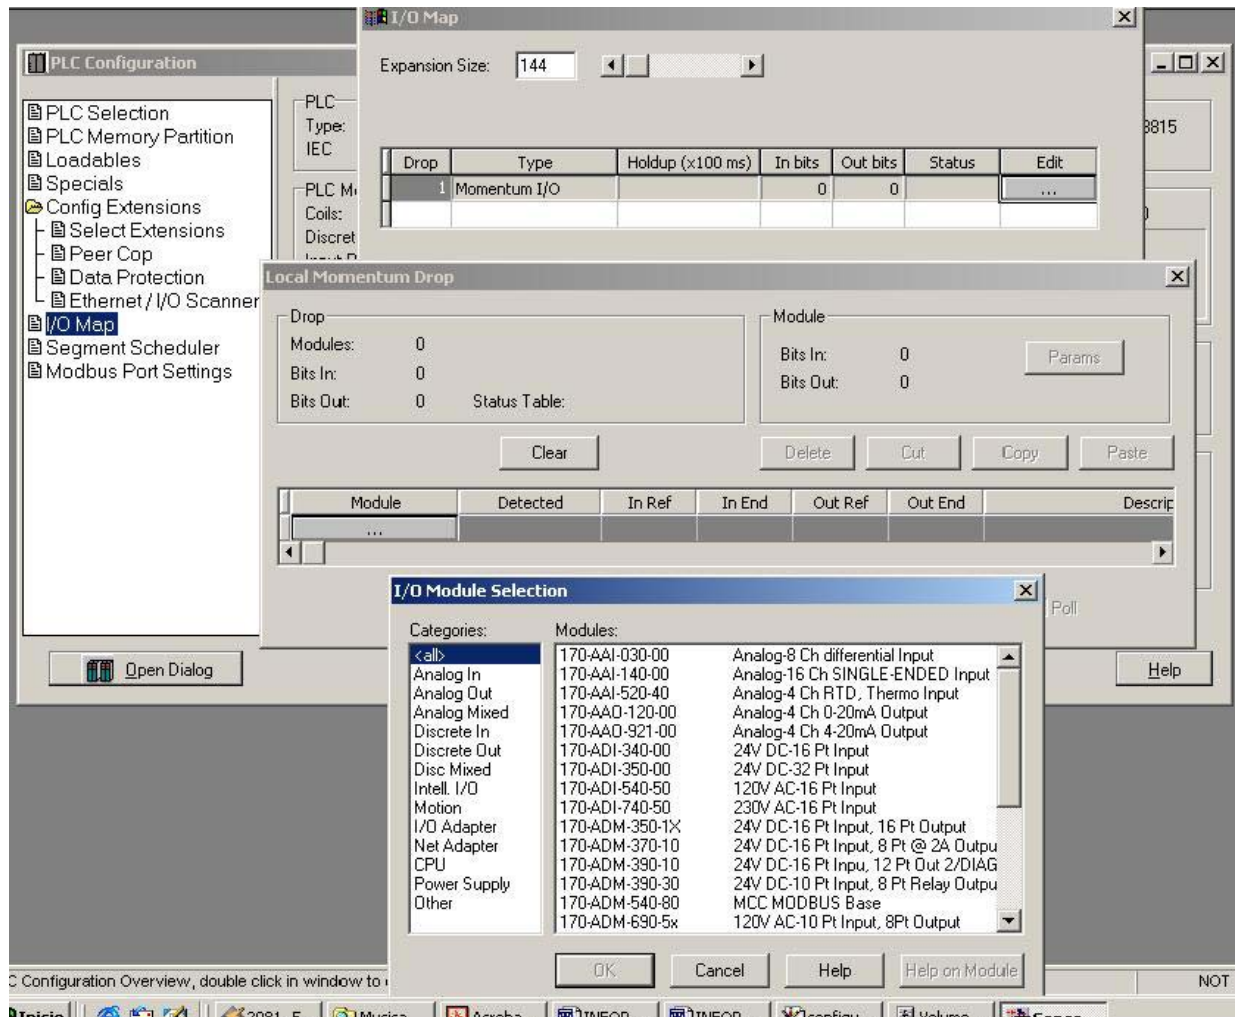 I/O Map
PLC Configuration
Expansion Size: 144
PLC Selection
PLC Memory Partition
Loadables
Specials
Config Extensions
Select Extensions
Peer Cop
Data Protection
Ethernet / I/O Scanner
I/O Map
Segment Scheduler
Modbus Port Settings
PLC
Type:
IEC
8815
PLC M
Coils:
Discret
Drop Type Holdup (x100 ms) In bits Out bits Status Edit
1 Momentum I/O 0 0 ...
Local Momentum Drop
Drop
Modules: 0
Bits In: 0
Bits Out: 0 Status Table:
Module
Bits In: 0
Bits Out: 0
Params
Clear Delete Cut Copy Paste
Module Detected In Ref In End Out Ref Out End Descrip
...
Poll
Open Dialog
Help
I/O Module Selection
Categories:
<all>
Analog In
Analog Out
Analog Mixed
Discrete In
Discrete Out
Disc Mixed
Intell. I/O
Motion
I/O Adapter
Net Adapter
CPU
Power Supply
Other
Modules:
170-AAI-030-00 Analog-8 Ch differential Input
170-AAI-140-00 Analog-16 Ch SINGLE-ENDED Input
170-AAI-520-40 Analog-4 Ch RTD, Thermo Input
170-AAO-120-00 Analog-4 Ch 0-20mA Output
170-AAO-921-00 Analog-4 Ch 4-20mA Output
170-ADI-340-00 24V DC-16 Pt Input
170-ADI-350-00 24V DC-32 Pt Input
170-ADI-540-50 120V AC-16 Pt Input
170-ADI-740-50 230V AC-16 Pt Input
170-ADM-350-1X 24V DC-16 Pt Input, 16 Pt Output
170-ADM-370-10 24V DC-16 Pt Input, 8 Pt @ 2A Outpu
170-ADM-390-10 24V DC-16 Pt Inpu, 12 Pt Out 2/DIAG
170-ADM-390-30 24V DC-10 Pt Input, 8 Pt Relay Outpu
170-ADM-540-80 MCC MODBUS Base
170-ADM-690-5x 120V AC-10 Pt Input, 8Pt Output
OK Cancel Help Help on Module
C Configuration Overview, double click in window to
NOT
Inicio